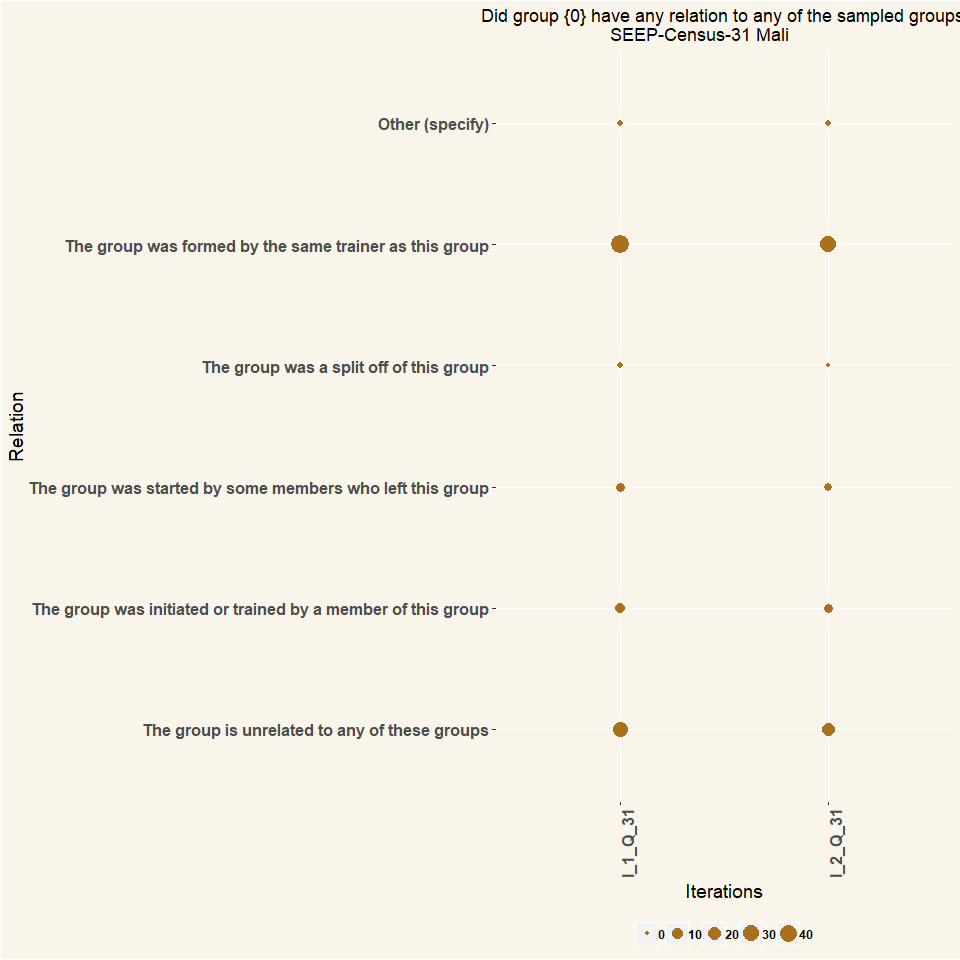 Did group {0} have any relation to any of the sampled groups
SEEP-Census-31 Mali
Other (specify)
The group was formed by the same trainer as this group
The group was a split off of this group
Relation
The group was started by some members who left this group
The group was initiated or trained by a member of this group
The group is unrelated to any of these groups
I_1_Q_31
I_2_Q_31
Iterations
0 10 20 30 40